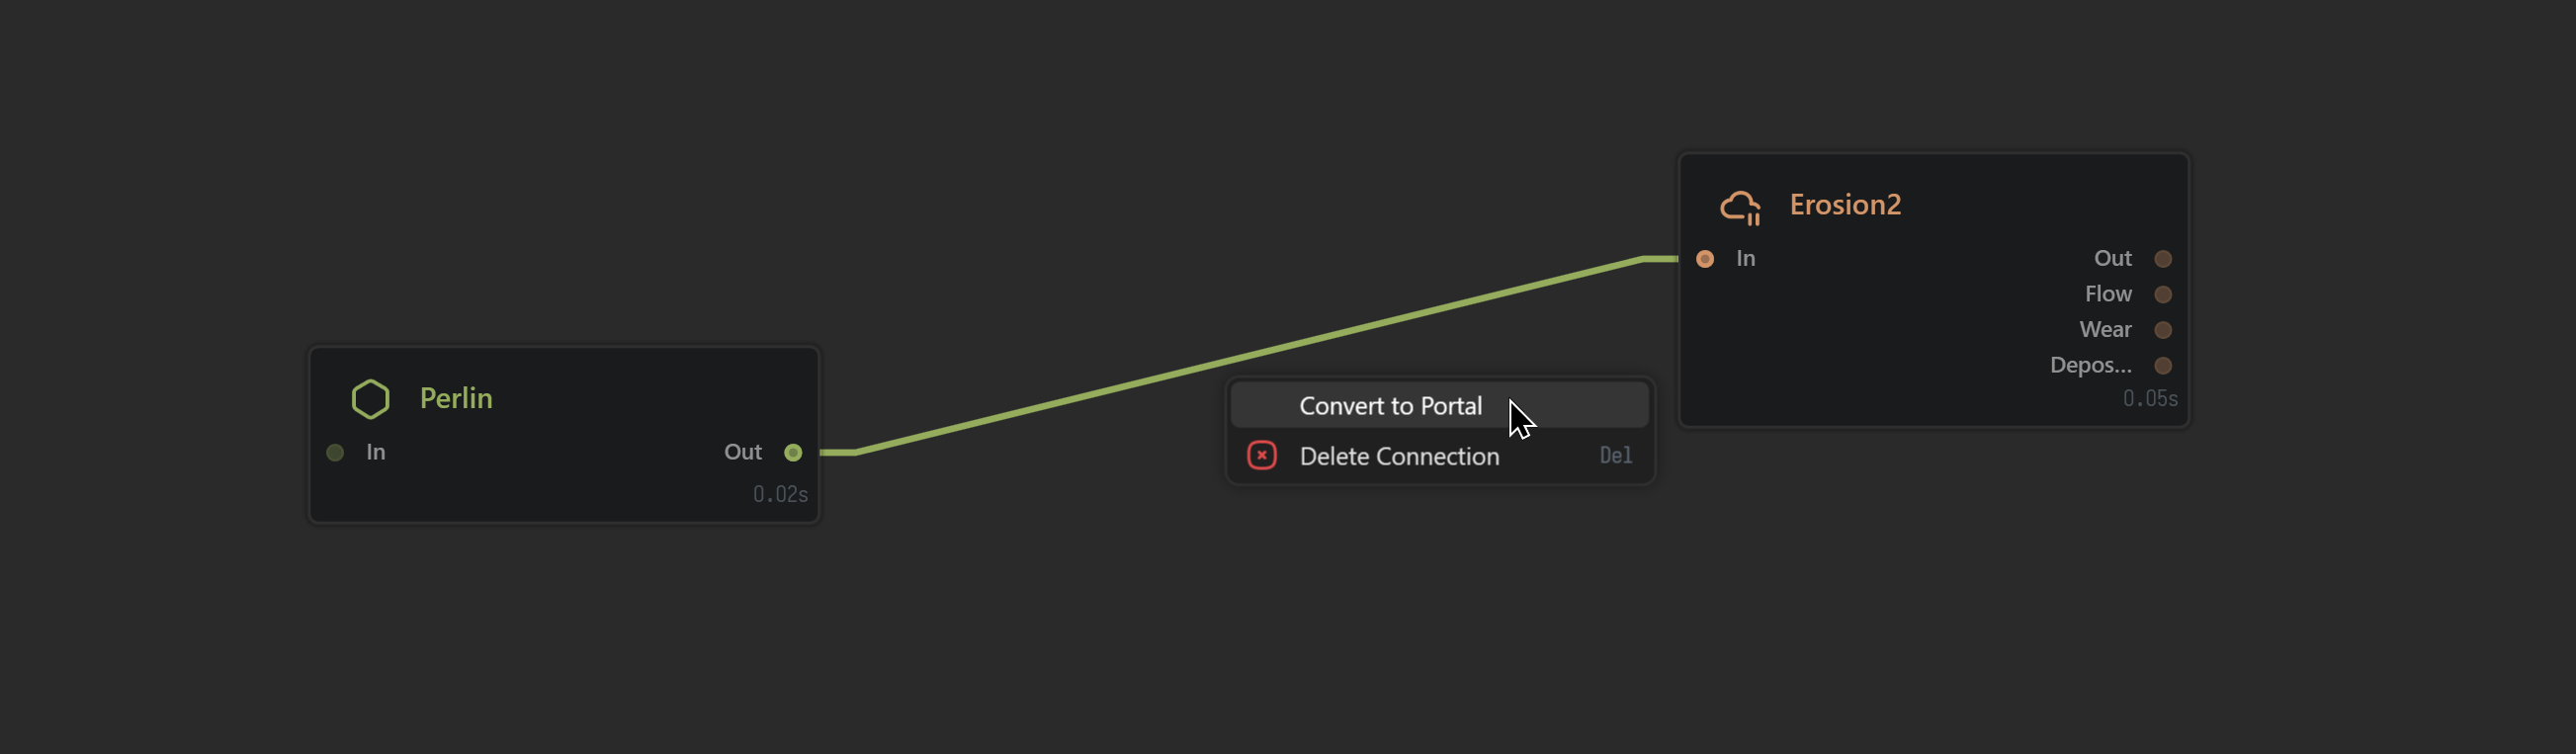 Perlin
In
Out
0.02s
Convert to Portal
Delete Connection Del
Erosion2
In
Out
Flow
Wear
Depos...
0.05s